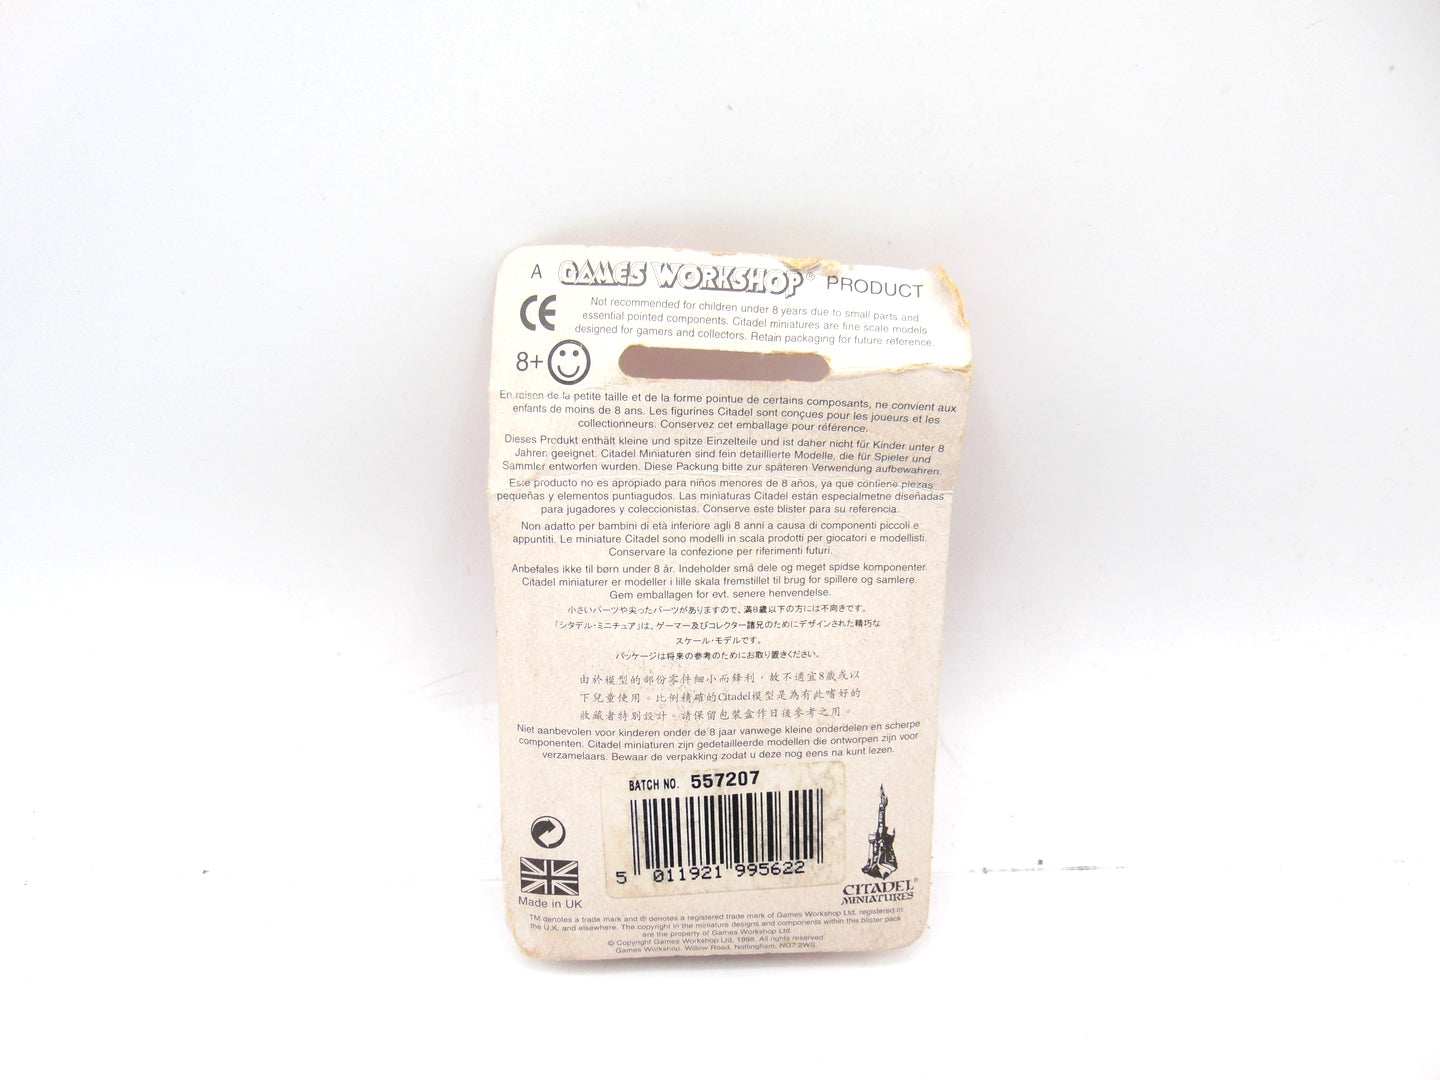 A GAMES WORKSHOP® PRODUCT
CE
Not recommended for children under 8 years due to small parts and
essential pointed components. Citadel miniatures are fine scale models
designed for gamers and collectors. Retain packaging for future reference.
8+
En raison de la petite taille et de la forme pointue de certains composants, ne convient aux
enfants de moins de 8 ans. Les figurines Citadel sont conçues pour les joueurs et les
collectionneurs. Conservez cet emballage pour référence.
Dieses Produkt enthält kleine und spitze Einzelteile und ist daher nicht für Kinder unter 8
Jahren geeignet. Citadel Miniaturen sind fein detaillierte Modelle, die für Spieler und
Sammler entworfen wurden. Diese Packung bitte zur späteren Verwendung aufbewahren.
Este producto no es apropiado para niños menores de 8 años, ya que contiene piezas
pequeñas y elementos puntiagudos. Las miniaturas Citadel están especialmetne diseñadas
para jugadores y coleccionistas. Conserve este blister para su referencia.
Non adatto per bambini di età inferiore agli 8 anni a causa di componenti piccoli e
appuntiti. Le miniature Citadel sono modelli in scala prodotti per giocatori e modellisti.
Conservare la confezione per riferimenti futuri.
Anbefales ikke til børn under 8 år. Indeholder små dele og meget spidse komponenter.
Citadel miniaturer er modeller i lille skala fremstillet til brug for spillere og samlere.
Gem emballagen for evt. senere henvendelse.
小さいパーツや尖ったパーツがありますので、満8歳以下の方には不向きです。
「シタデル・ミニチュア」は、ゲーマー及びコレクター諸兄のためにデザインされた精巧な
スケール・モデルです。
パッケージは将来の参考のためにお取り置きください。
由於模型的部份零件細小而鋒利，故不適宜8歲或以
下兒童使用。比例精確的Citadel模型是為有此嗜好的
收藏者特別設計。請保留包裝盒作日後參考之用。
Niet aanbevolen voor kinderen onder de 8 jaar vanwege kleine onderdelen en scherpe
componenten. Citadel miniaturen zijn gedetailleerde modellen die ontworpen zijn voor
verzamelaars. Bewaar de verpakking zodat u deze nog eens na kunt lezen.
BATCH NO. 557207
5 011921 995622
Made in UK
CITADEL®
MINIATURES
TM denotes a trade mark and ® denotes a registered trade mark of Games Workshop Ltd, registered in
the U.K. and elsewhere. The copyright in the miniature designs and components within this blister pack
are the property of Games Workshop Ltd.
© Copyright Games Workshop Ltd, 1998. All rights reserved.
Games Workshop, Willow Road, Nottingham, NG7 2WS.